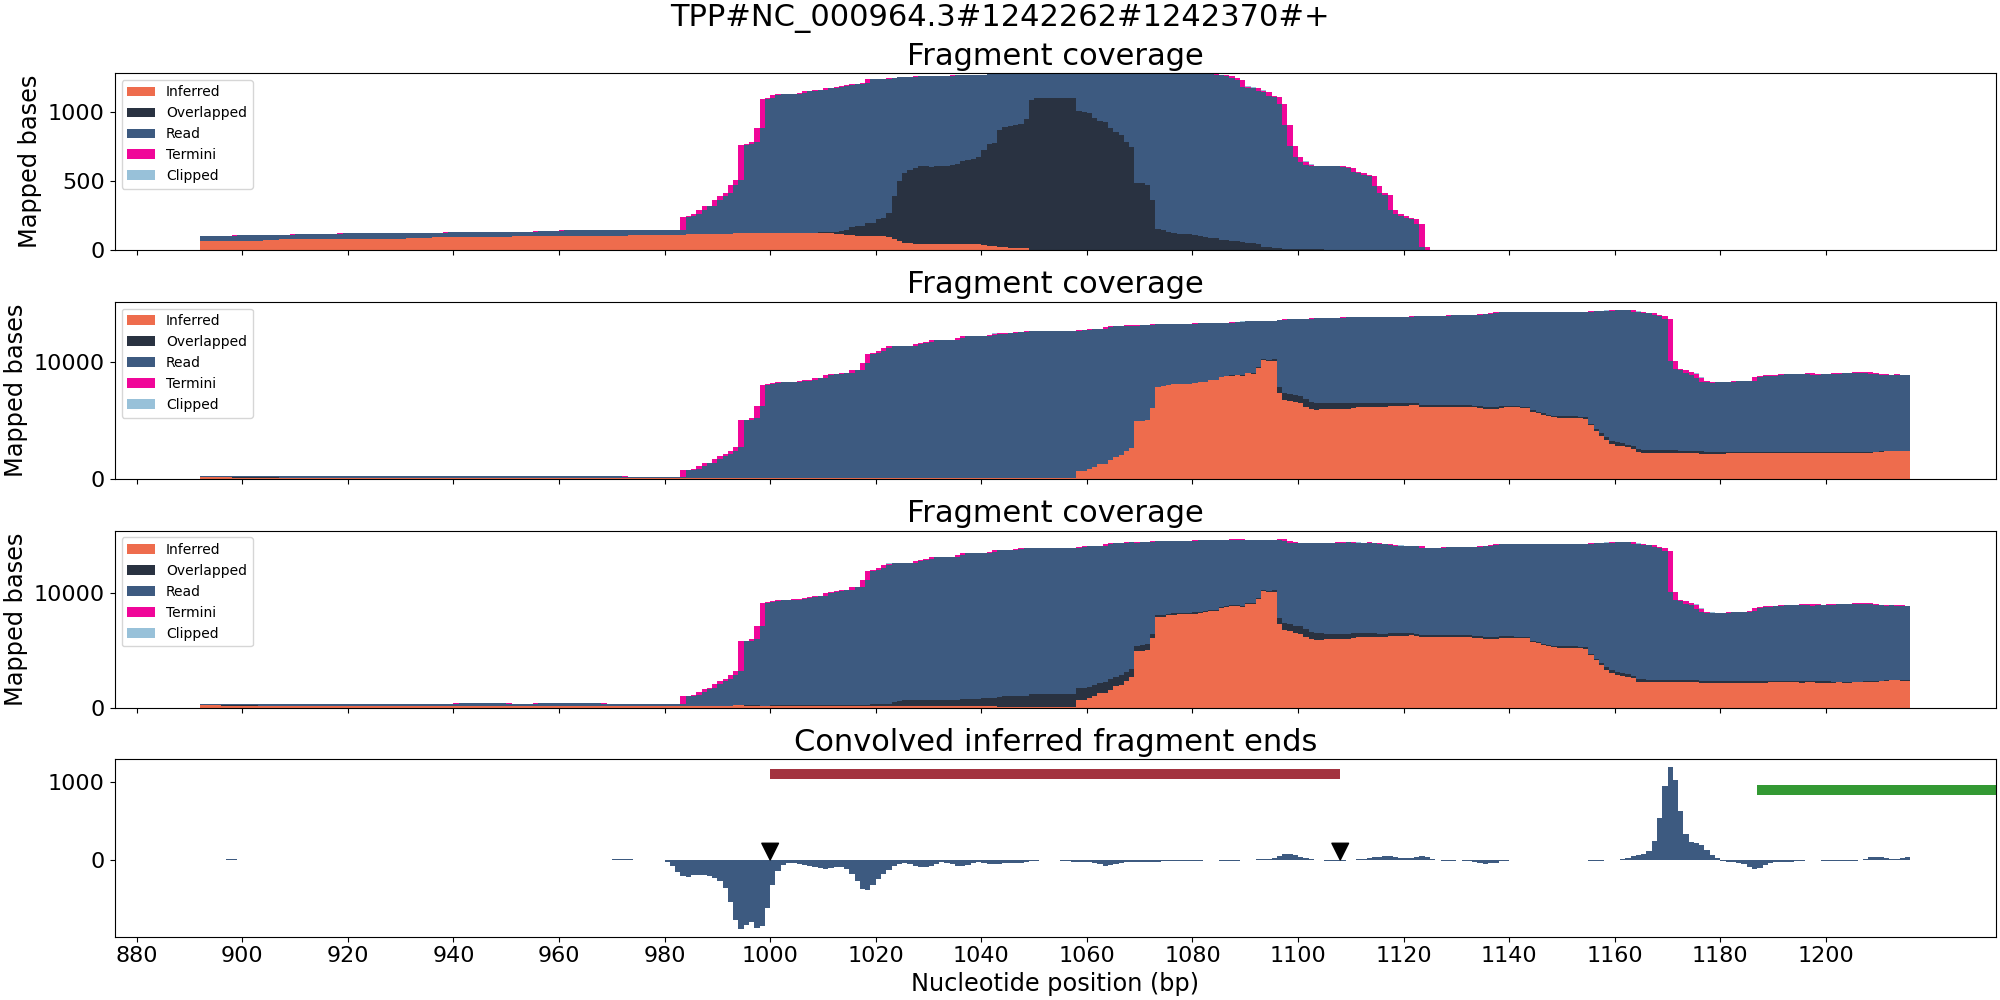 TPP#NC_000964.3#1242262#1242370#+
Fragment coverage
Mapped bases
1000
500
0
Inferred
Overlapped
Read
Termini
Clipped
Fragment coverage
Mapped bases
10000
0
Inferred
Overlapped
Read
Termini
Clipped
Fragment coverage
Mapped bases
10000
0
Inferred
Overlapped
Read
Termini
Clipped
Convolved inferred fragment ends
1000
0
880 900 920 940 960 980 1000 1020 1040 1060 1080 1100 1120 1140 1160 1180 1200
Nucleotide position (bp)